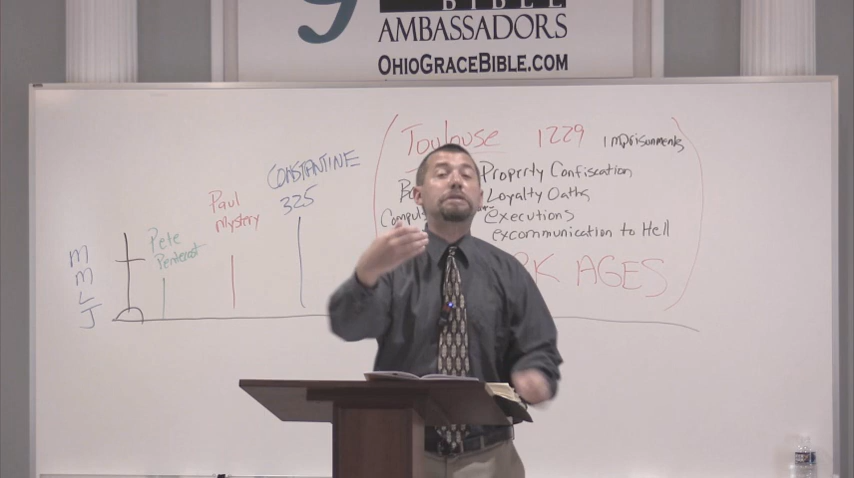 BIBLE
AMBASSADORS
OHIOGRACEBIBLE.COM
Toulouse 1229 imprisonments
Property Confiscation
Loyalty Oaths
executions
excommunication to Hell
AGES
CONSTANTINE
325
Paul
mystery
Pete
Pentecost
M
M
L
J